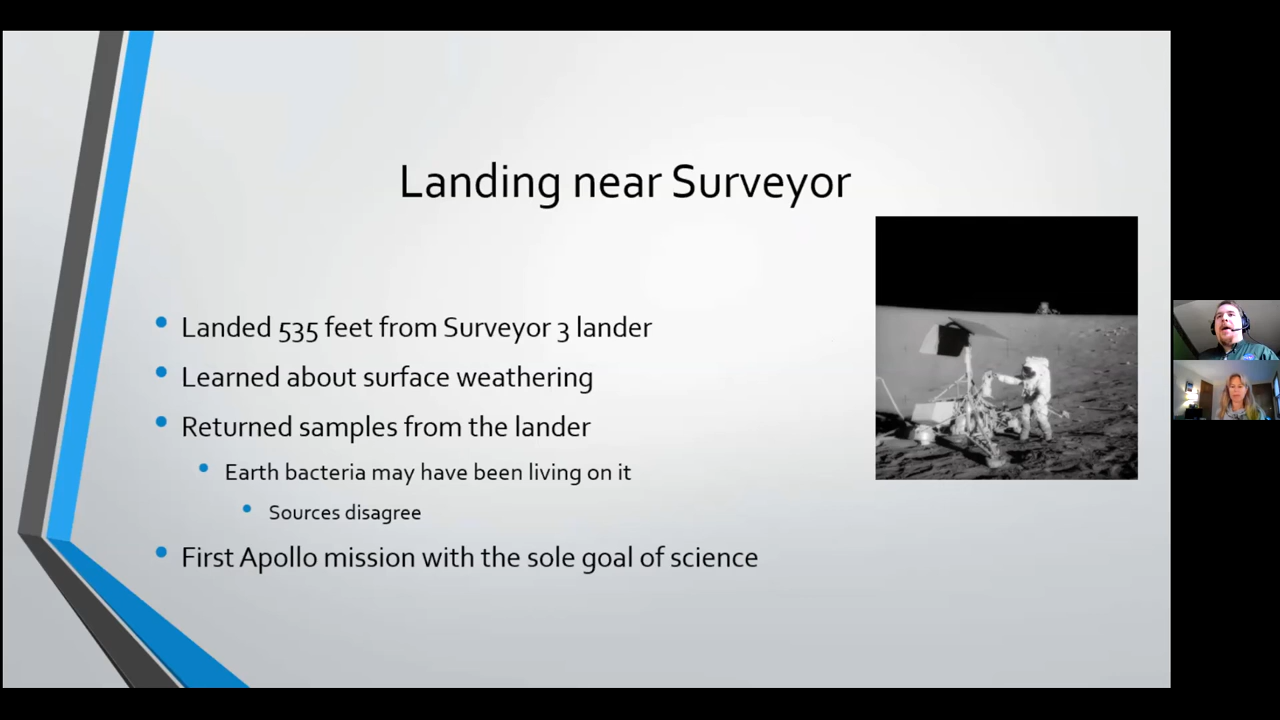 Landing near Surveyor
Landed 535 feet from Surveyor 3 lander
Learned about surface weathering
Returned samples from the lander
Earth bacteria may have been living on it
Sources disagree
First Apollo mission with the sole goal of science